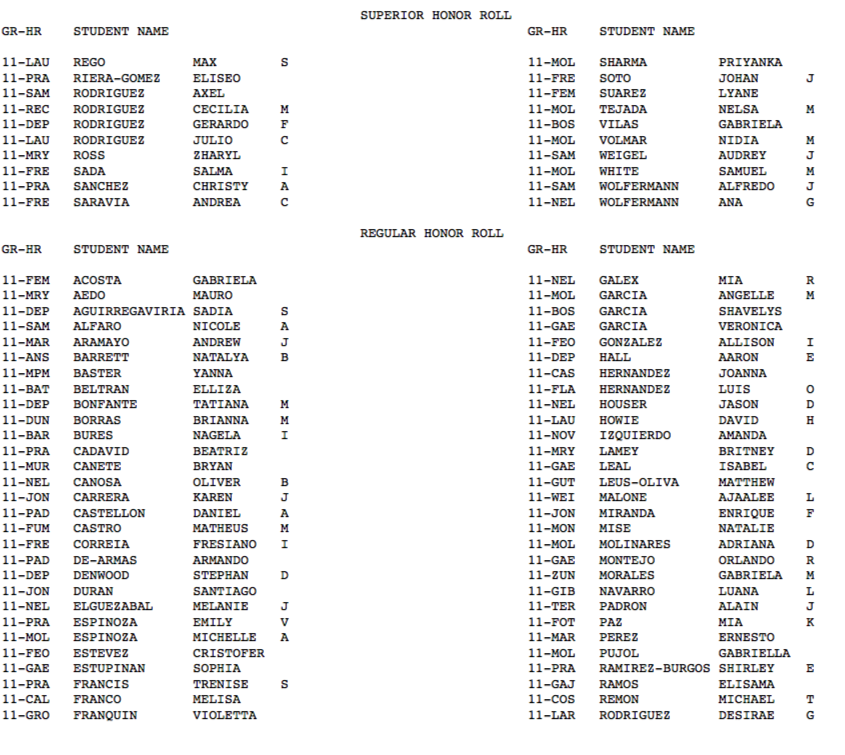 SUPERIOR HONOR ROLL
GR-HR STUDENT NAME GR-HR STUDENT NAME
11-LAU REGO MAX S 11-MOL SHARMA PRIYANKA
11-PRA RIERA-GOMEZ ELISEO 11-FRE SOTO JOHAN J
11-SAM RODRIGUEZ AXEL 11-FEM SUAREZ LYANE
11-REC RODRIGUEZ CECILIA M 11-MOL TEJADA NELSA M
11-DEP RODRIGUEZ GERARDO F 11-BOS VILAS GABRIELA
11-LAU RODRIGUEZ JULIO C 11-MOL VOLMAR NIDIA M
11-MRY ROSS ZHARYL 11-SAM WEIGEL AUDREY J
11-FRE SADA SALMA I 11-MOL WHITE SAMUEL M
11-PRA SANCHEZ CHRISTY A 11-SAM WOLFERMANN ALFREDO J
11-FRE SARAVIA ANDREA C 11-NEL WOLFERMANN ANA G
REGULAR HONOR ROLL
GR-HR STUDENT NAME GR-HR STUDENT NAME
11-FEM ACOSTA GABRIELA 11-NEL GALEX MIA R
11-MRY AEDO MAURO 11-MOL GARCIA ANGELLE M
11-DEP AGUIRREGAVIRIA SADIA S 11-BOS GARCIA SHAVELYS
11-SAM ALFARO NICOLE A 11-GAE GARCIA VERONICA
11-MAR ARAMAYO ANDREW J 11-FEO GONZALEZ ALLISON I
11-ANS BARRETT NATALYA B 11-DEP HALL AARON E
11-MPM BASTER YANNA 11-CAS HERNANDEZ JOANNA
11-BAT BELTRAN ELLIZA 11-FLA HERNANDEZ LUIS O
11-DEP BONFANTE TATIANA M 11-NEL HOUSER JASON D
11-DUN BORRAS BRIANNA M 11-LAU HOWIE DAVID H
11-BAR BURES NAGELA I 11-NOV IZQUIERDO AMANDA
11-PRA CADAVID BEATRIZ 11-MRY LAMEY BRITNEY D
11-MUR CANETE BRYAN 11-GAE LEAL ISABEL C
11-NEL CANOSA OLIVER B 11-GUT LEUS-OLIVA MATTHEW
11-JON CARRERA KAREN J 11-WEI MALONE AJAALEE L
11-PAD CASTELLON DANIEL A 11-JON MIRANDA ENRIQUE F
11-FUM CASTRO MATHEUS M 11-MON MISE NATALIE
11-FRE CORREIA FRESIANO I 11-MOL MOLINARES ADRIANA D
11-PAD DE-ARMAS ARMANDO 11-GAE MONTEJO ORLANDO R
11-DEP DENWOOD STEPHAN D 11-ZUN MORALES GABRIELA M
11-JON DURAN SANTIAGO 11-GIB NAVARRO LUANA L
11-NEL ELGUEZABAL MELANIE J 11-TER PADRON ALAIN J
11-PRA ESPINOZA EMILY V 11-FOT PAZ MIA K
11-MOL ESPINOZA MICHELLE A 11-MAR PEREZ ERNESTO
11-FEO ESTEVEZ CRISTOFER 11-MOL PUJOL GABRIELLA
11-GAE ESTUPINAN SOPHIA 11-PRA RAMIREZ-BURGOS SHIRLEY E
11-PRA FRANCIS TRENISE S 11-GAJ RAMOS ELISAMA
11-CAL FRANCO MELISA 11-COS REMON MICHAEL T
11-GRO FRANQUIN VIOLETTA 11-LAR RODRIGUEZ DESIRAE G